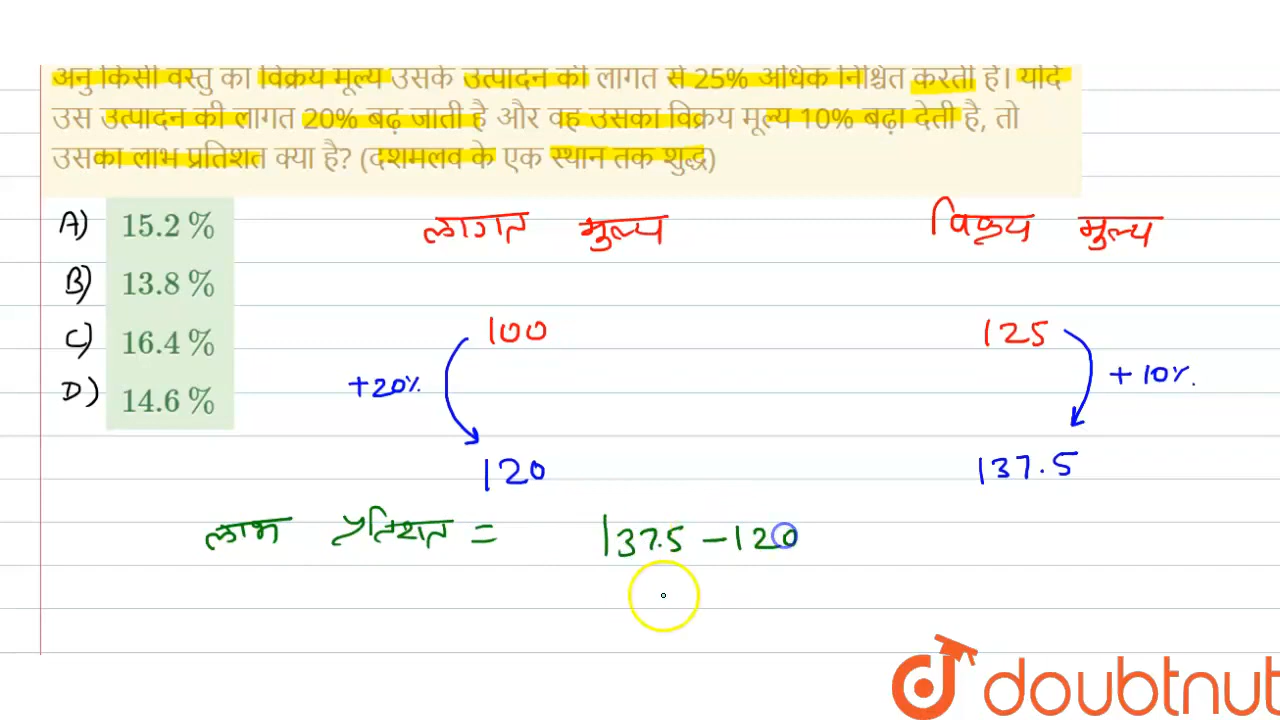 अनु किसी वस्तु का विक्रय मूल्य उसके उत्पादन की लागत से 25% अधिक निश्चित करती है। यदि
उस उत्पादन की लागत 20% बढ़ जाती है और वह उसका विक्रय मूल्य 10% बढ़ा देती है, तो
उसका लाभ प्रतिशत क्या है? (दशमलव के एक स्थान तक शुद्ध)
A) 15.2 %
B) 13.8 %
C) 16.4 %
D) 14.6 %
लागत मुल्य
विक्रय मुल्य
100
125
+20%
+ 10%.
120
137.5
लाभ प्रतिशत = 137.5 - 120
doubtnut